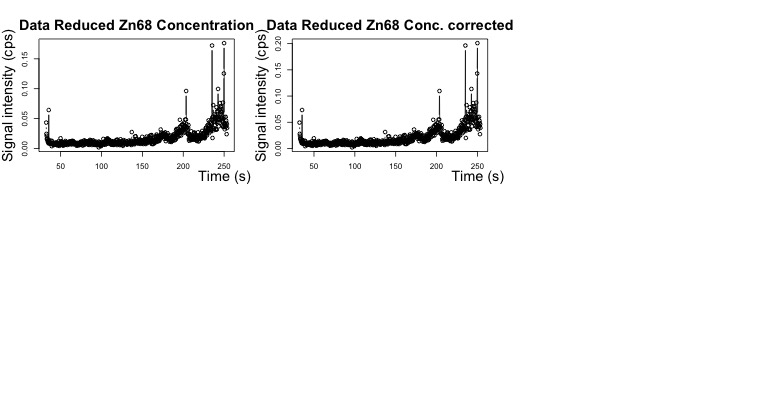 Data Reduced Zn68 Concentration
Signal intensity (cps)
0.00 0.05 0.10 0.15
50 100 150 200 250
Time (s)
Data Reduced Zn68 Conc. corrected
Signal intensity (cps)
0.00 0.05 0.10 0.15 0.20
50 100 150 200 250
Time (s)